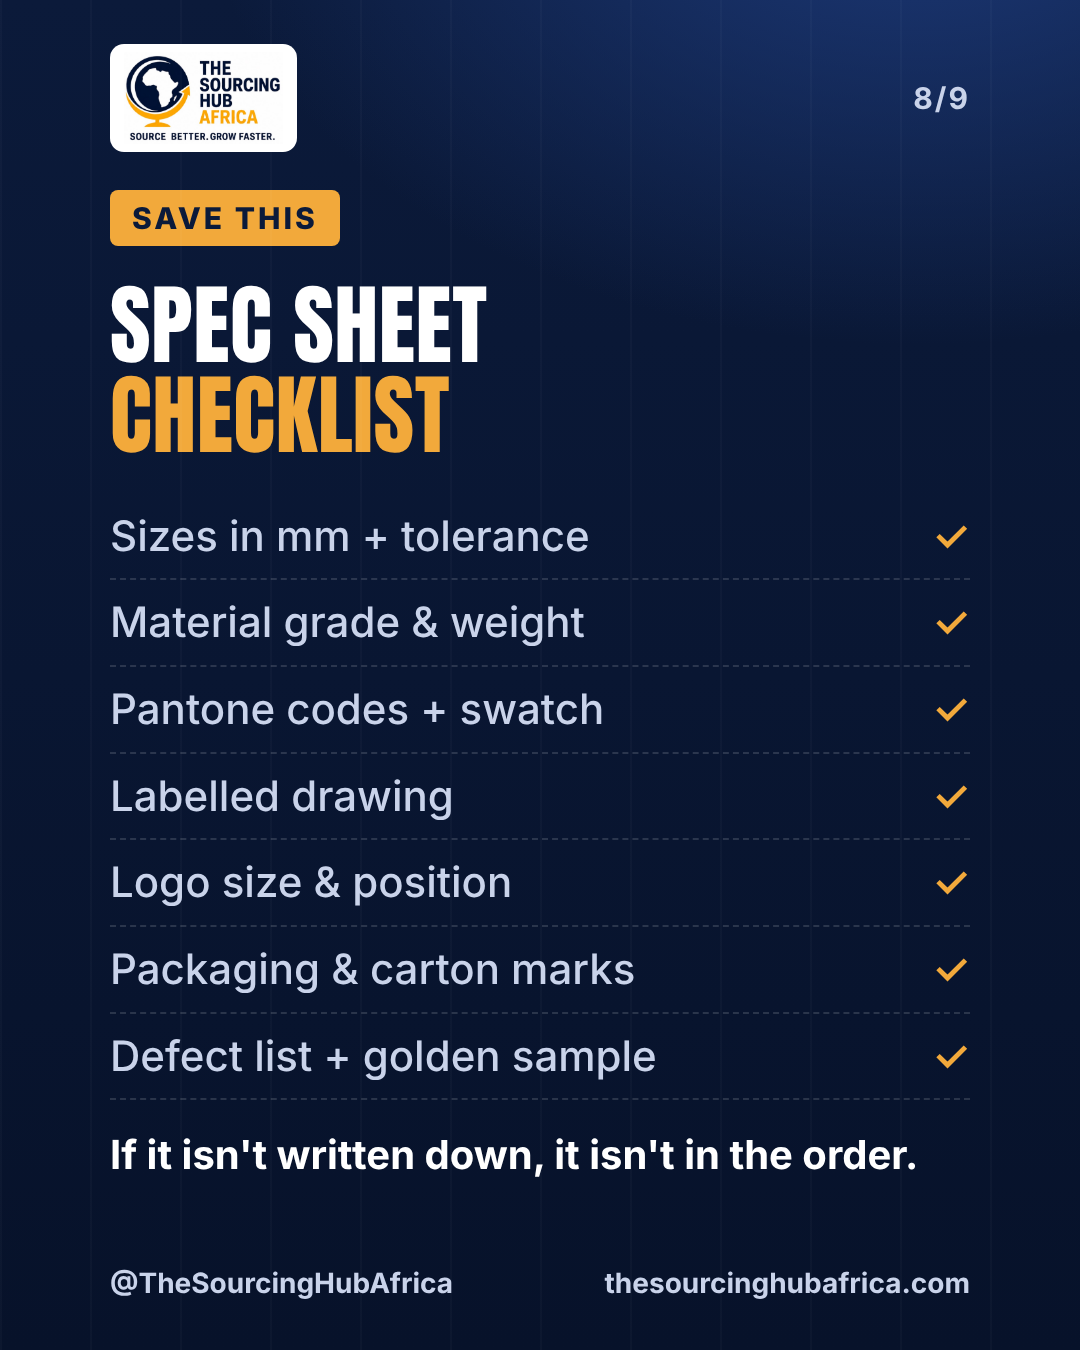 THE
SOURCING
HUB
AFRICA
SOURCE BETTER. GROW FASTER.
8/9
SAVE THIS
SPEC SHEET
CHECKLIST
Sizes in mm + tolerance
Material grade & weight
Pantone codes + swatch
Labelled drawing
Logo size & position
Packaging & carton marks
Defect list + golden sample
If it isn't written down, it isn't in the order.
@TheSourcingHubAfrica
thesourcinghubafrica.com